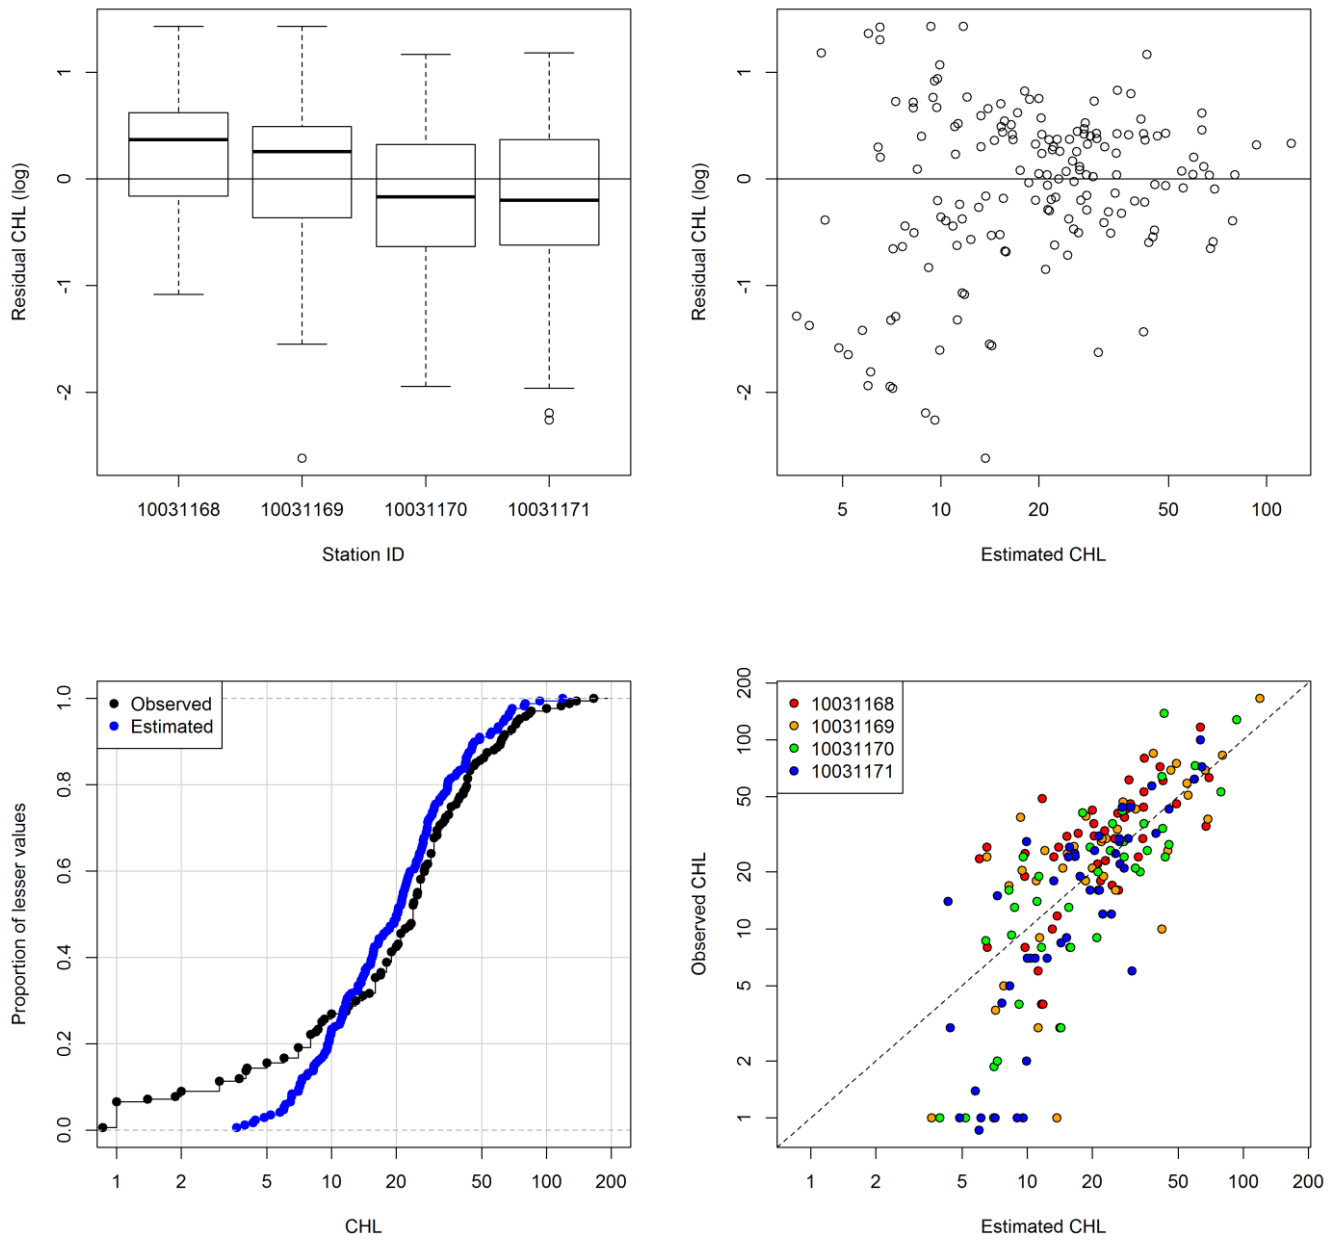 Residual CHL (log)
1
0
-1
-2
10031168 10031169 10031170 10031171
Station ID
Residual CHL (log)
1
0
-1
-2
5 10 20 50 100
Estimated CHL
Proportion of lesser values
1.0
0.8
0.6
0.4
0.2
0.0
Observed
Estimated
1 2 5 10 20 50 100 200
CHL
Observed CHL
200
100
50
20
10
5
2
1
10031168
10031169
10031170
10031171
1 2 5 10 20 50 100 200
Estimated CHL